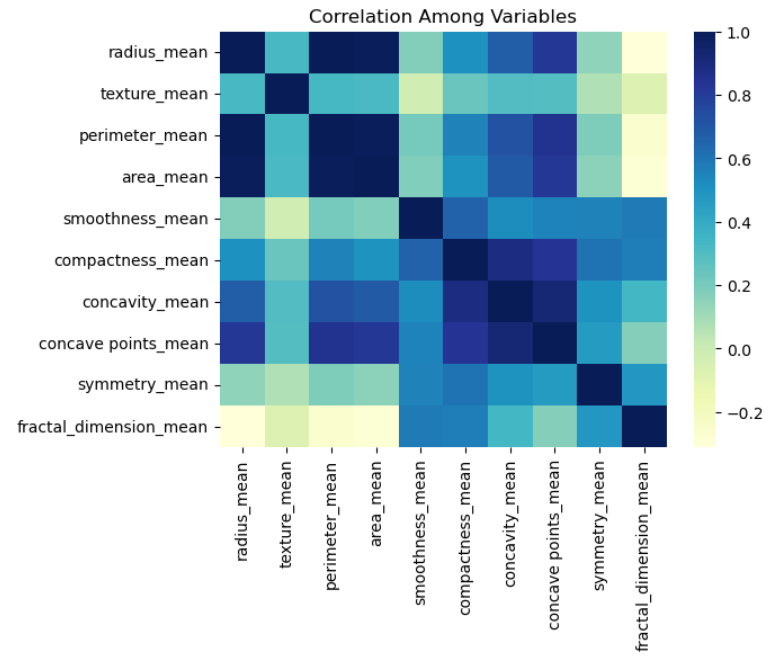 Correlation Among Variables
radius_mean
texture_mean
perimeter_mean
area_mean
smoothness_mean
compactness_mean
concavity_mean
concave points_mean
symmetry_mean
fractal_dimension_mean
1.0
0.8
0.6
0.4
0.2
0.0
−0.2
radius_mean
texture_mean
perimeter_mean
area_mean
smoothness_mean
compactness_mean
concavity_mean
concave points_mean
symmetry_mean
fractal_dimension_mean